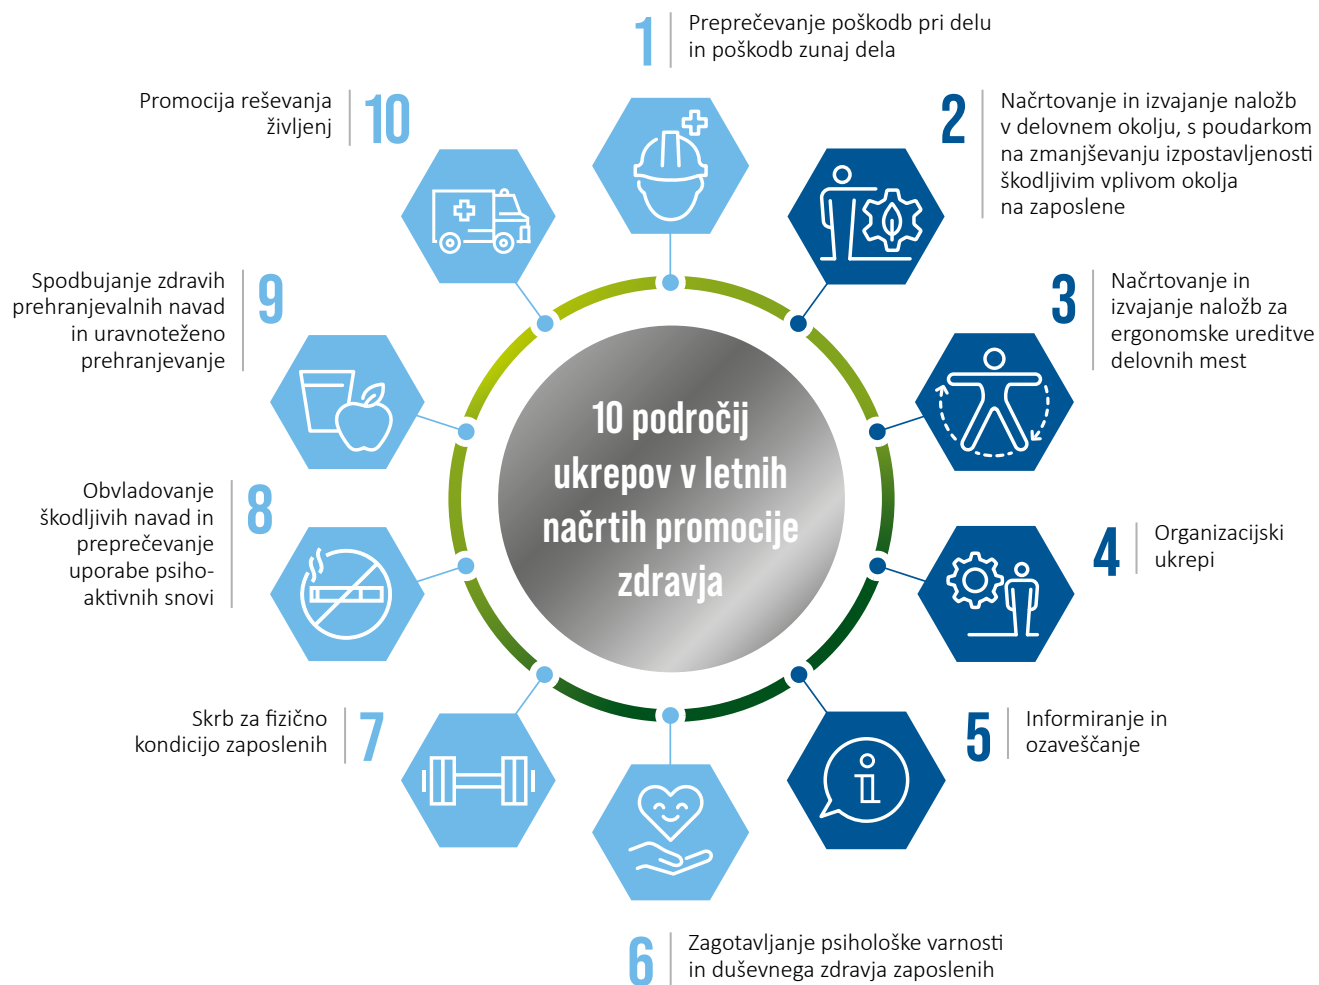 10 področij
ukrepov v letnih
načrtih promocije
zdravja
1
Preprečevanje poškodb pri delu
in poškodb zunaj dela
2
Načrtovanje in izvajanje naložb
v delovnem okolju, s poudarkom
na zmanjševanju izpostavljenosti
škodljivim vplivom okolja
na zaposlene
3
Načrtovanje in
izvajanje naložb za
ergonomske ureditve
delovnih mest
4
Organizacijski
ukrepi
5
Informiranje in
ozaveščanje
i
6
Zagotavljanje psihološke varnosti
in duševnega zdravja zaposlenih
7
Skrb za fizično
kondicijo zaposlenih
8
Obvladovanje
škodljivih navad in
preprečevanje
uporabe psiho-
aktivnih snovi
9
Spodbujanje zdravih
prehranjevalnih navad
in uravnoteženo
prehranjevanje
10
Promocija reševanja
življenj